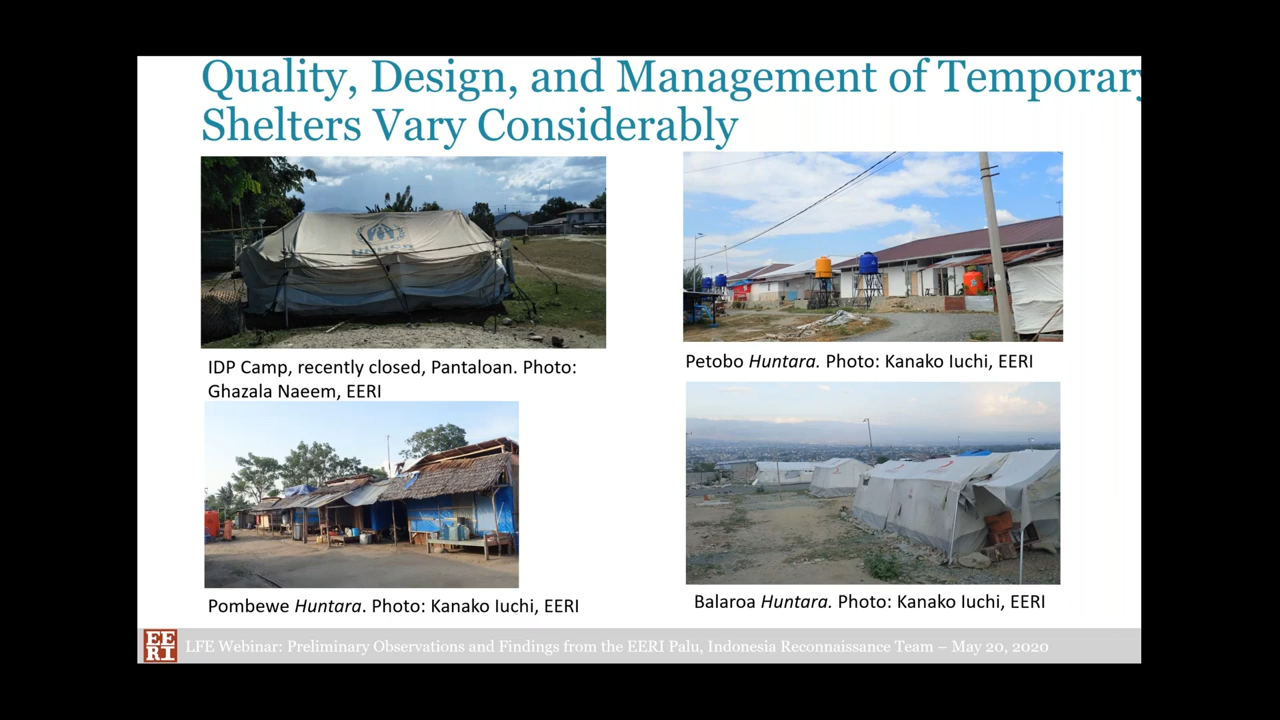 Quality, Design, and Management of Temporary
Shelters Vary Considerably
UNHCR
IDP Camp, recently closed, Pantaloan. Photo:
Ghazala Naeem, EERI
Petobo Huntara. Photo: Kanako Iuchi, EERI
Pombewe Huntara. Photo: Kanako Iuchi, EERI
Balaroa Huntara. Photo: Kanako Iuchi, EERI
EE
RI
LFE Webinar: Preliminary Observations and Findings from the EERI Palu, Indonesia Reconnaissance Team – May 20, 2020